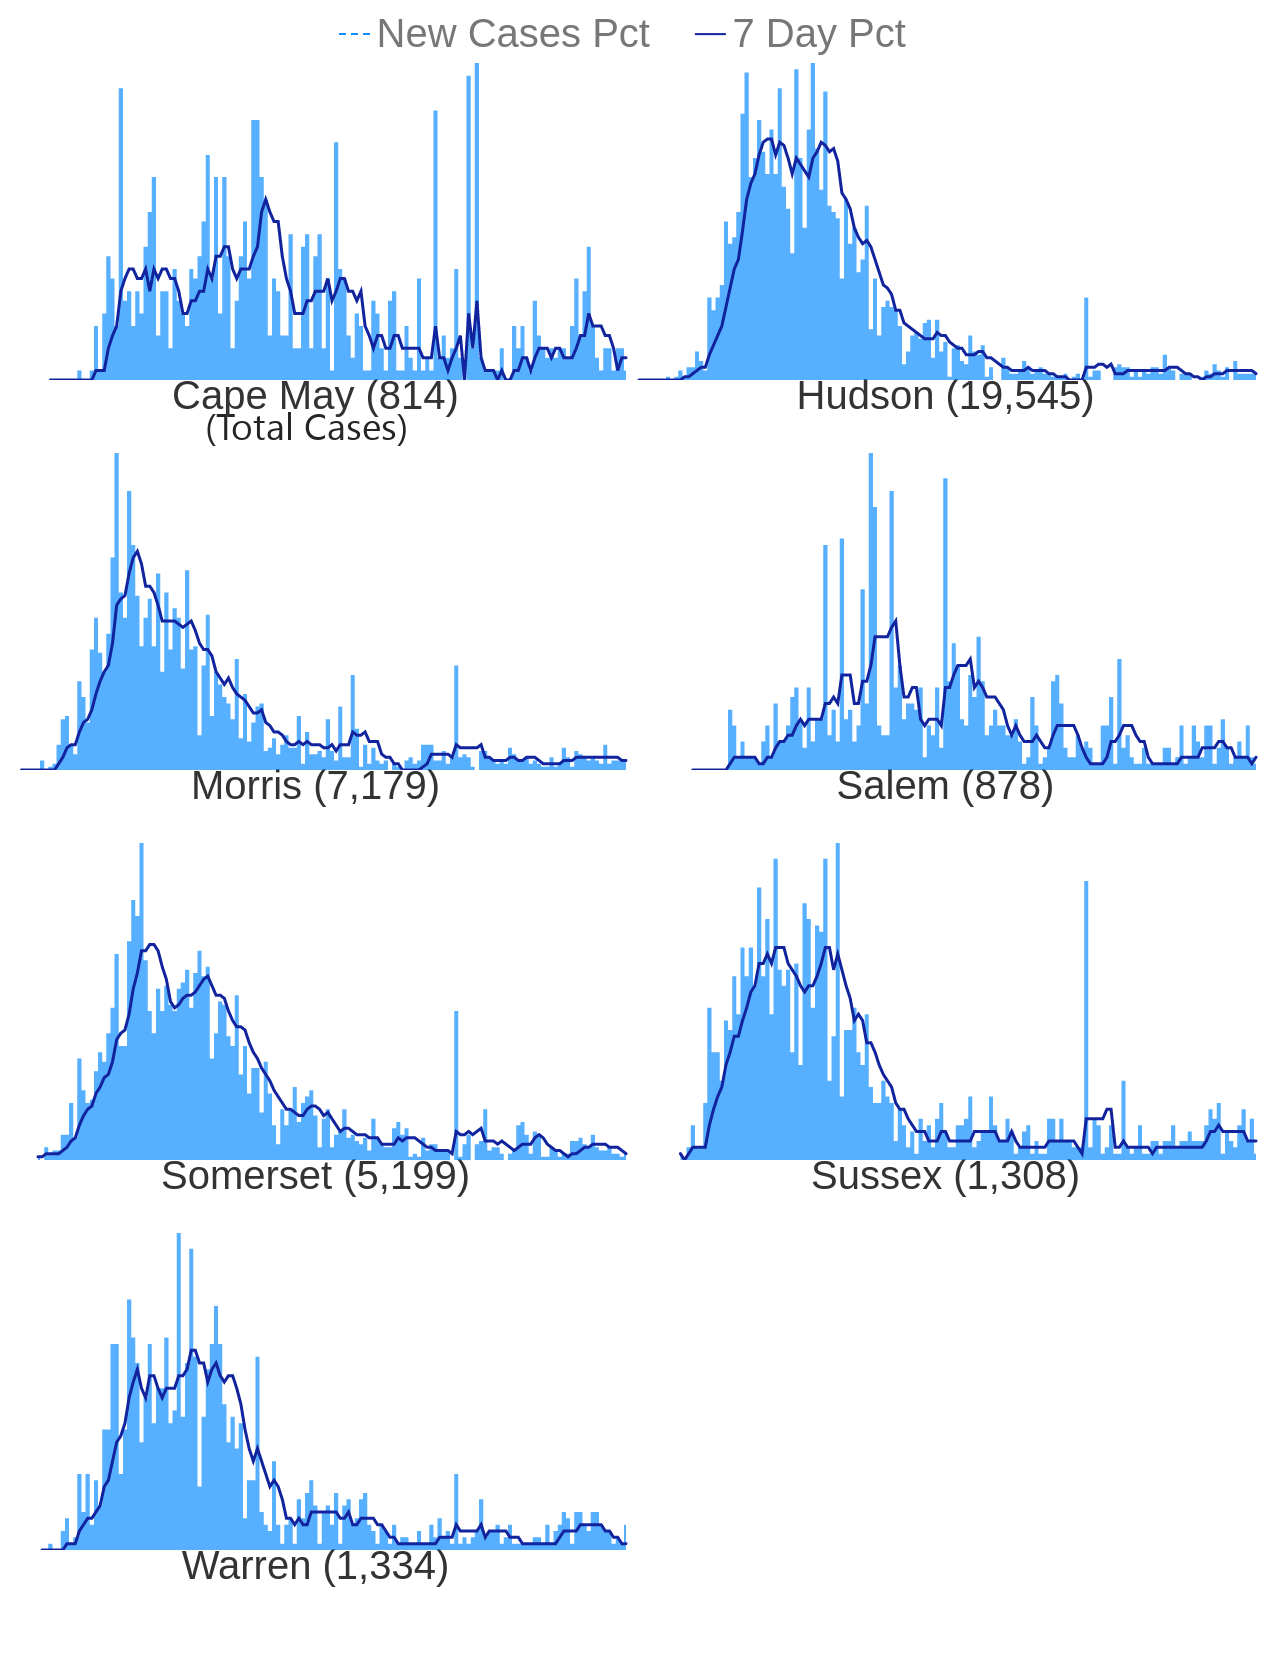 New Cases Pct 7 Day Pct
Cape May (814) Hudson (19,545)
(Total Cases)
Morris (7,179) Salem (878)
Somerset (5,199) Sussex (1,308)
Warren (1,334)